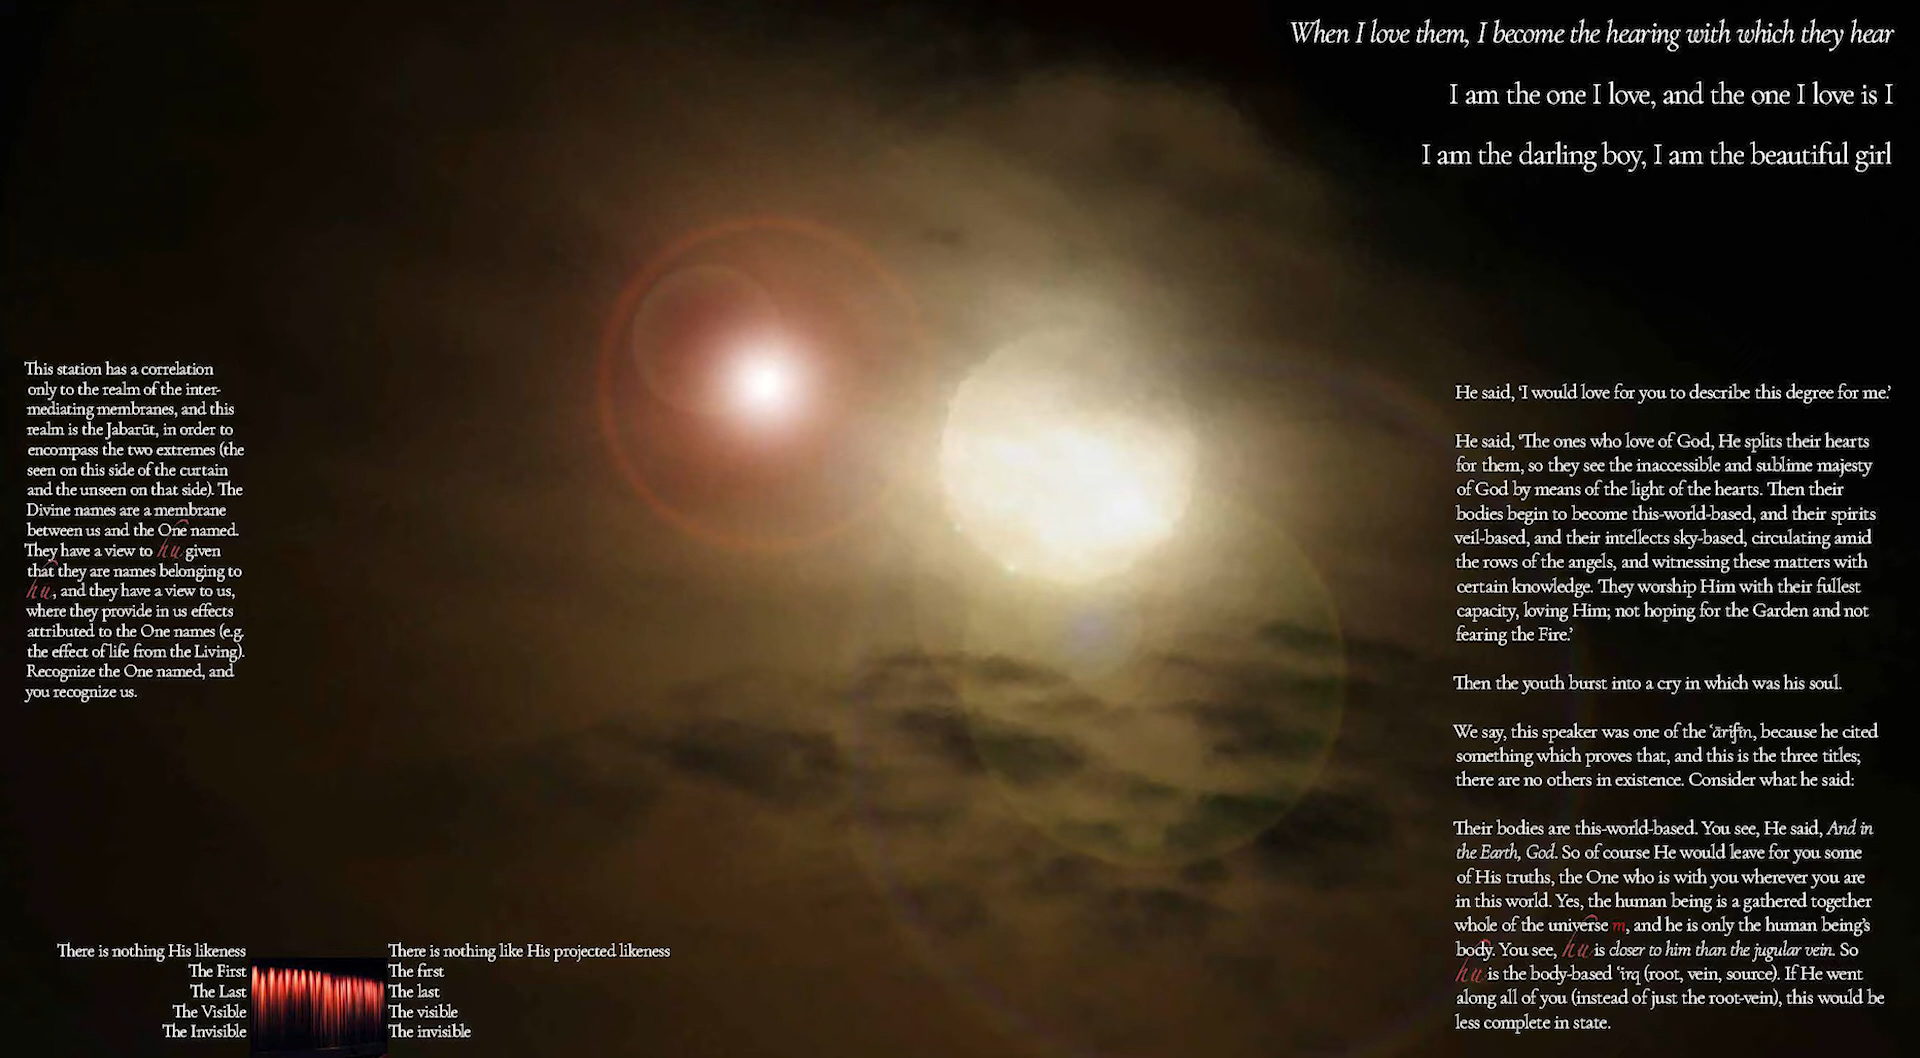 When I love them, I become the hearing with which they hear
I am the one I love, and the one I love is I
I am the darling boy, I am the beautiful girl
This station has a correlation
only to the realm of the inter-
mediating membranes, and this
realm is the Jabarūt, in order to
encompass the two extremes (the
seen on this side of the curtain
and the unseen on that side). The
Divine names are a membrane
between us and the One named.
They have a view to hu given
that they are names belonging to
hu, and they have a view to us,
where they provide in us effects
attributed to the One names (e.g.
the effect of life from the Living).
Recognize the One named, and
you recognize us.
He said, ‘I would love for you to describe this degree for me.’
He said, ‘The ones who love of God, He splits their hearts
for them, so they see the inaccessible and sublime majesty
of God by means of the light of the hearts. Then their
bodies begin to become this-world-based, and their spirits
veil-based, and their intellects sky-based, circulating amid
the rows of the angels, and witnessing these matters with
certain knowledge. They worship Him with their fullest
capacity, loving Him; not hoping for the Garden and not
fearing the Fire.’
Then the youth burst into a cry in which was his soul.
We say, this speaker was one of the ʿārifīn, because he cited
something which proves that, and this is the three titles;
there are no others in existence. Consider what he said:
Their bodies are this-world-based. You see, He said, And in
the Earth, God. So of course He would leave for you some
of His truths, the One who is with you wherever you are
in this world. Yes, the human being is a gathered together
whole of the universe m, and he is only the human being’s
body. You see, hu is closer to him than the jugular vein. So
hu is the body-based ʿirq (root, vein, source). If He went
along all of you (instead of just the root-vein), this would be
less complete in state.
There is nothing His likeness
The First
The Last
The Visible
The Invisible
There is nothing like His projected likeness
The first
The last
The visible
The invisible